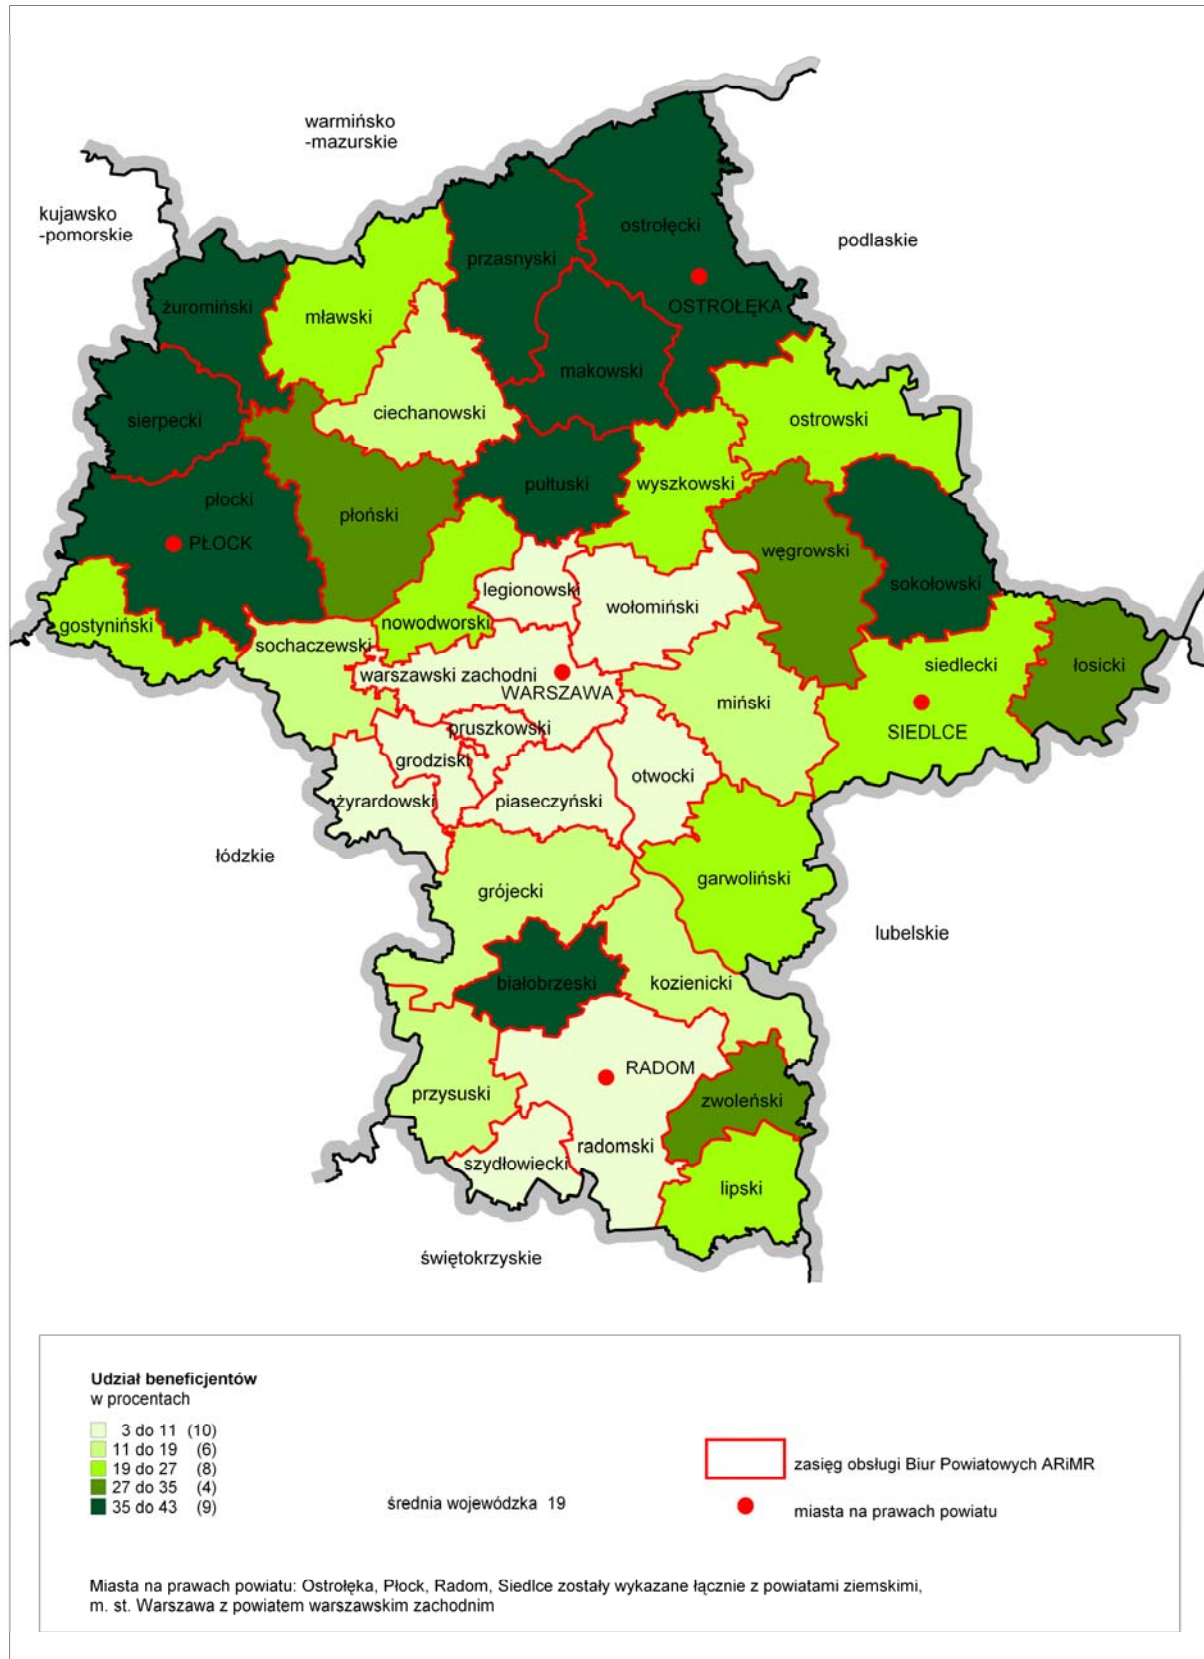 warmińsko
-mazurskie
kujawsko
-pomorskie
podlaskie
ostrołęcki
przasnyski
OSTROŁĘKA
żuromiński
mławski
makowski
ciechanowski
sierpecki
ostrowski
pułtuski
wyszkowski
płocki
płoński
PŁOCK
węgrowski
sokołowski
legionowski
wołomiński
gostyniński
nowodworski
sochaczewski
siedlecki
łosicki
warszawski zachodni
WARSZAWA
miński
SIEDLCE
pruszkowski
grodziski
otwocki
żyrardowski
piaseczyński
łódzkie
garwoliński
grójecki
lubelskie
białobrzeski
kozienicki
RADOM
przysuski
zwoleński
radomski
szydłowiecki
lipski
świętokrzyskie
Udział beneficjentów
w procentach
3 do 11 (10)
11 do 19 (6)
19 do 27 (8)
27 do 35 (4)
35 do 43 (9)
średnia wojewódzka 19
zasięg obsługi Biur Powiatowych ARiMR
miasta na prawach powiatu
Miasta na prawach powiatu: Ostrołęka, Płock, Radom, Siedlce zostały wykazane łącznie z powiatami ziemskimi,
m. st. Warszawa z powiatem warszawskim zachodnim